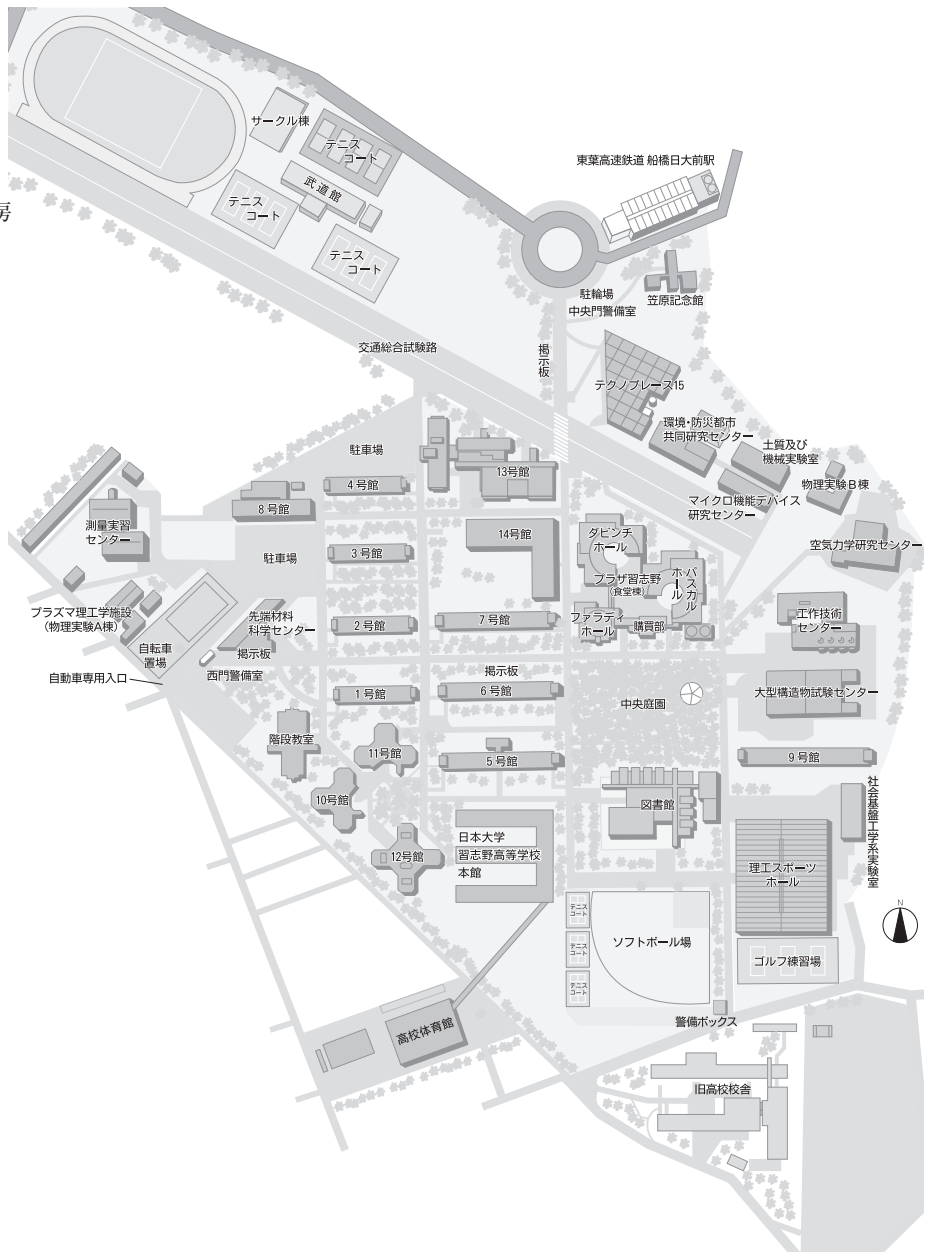 サークル棟
テニス
コート
東葉高速鉄道 船橋日大前駅
武道館
房
テニス
コート
テニス
コート
駐輪場
中央門警備室
笠原記念館
交通総合試験路
掲示板
テクノプレース15
環境・防災都市
共同研究センター
土質及び
機械実験室
駐車場
13号館
4号館
物理実験B棟
マイクロ機能デバイス
研究センター
8号館
測量実習
センター
14号館
ダビンチ
ホール
空気力学研究センター
駐車場
3号館
プラザ習志野
(食堂棟)
パスカル
ホール
プラズマ理工学施設
(物理実験A棟)
先端材料
科学センター
2号館
7号館
ファラディ
ホール
購買部
工作技術
センター
自転車
置場
掲示板
西門警備室
自動車専用入口
掲示板
1号館
6号館
中央庭園
大型構造物試験センター
階段教室
11号館
5号館
9号館
10号館
図書館
社会基盤工学系実験室
12号館
日本大学
習志野高等学校
本館
理工スポーツ
ホール
N
テニス
コート
テニス
コート
テニス
コート
ソフトボール場
ゴルフ練習場
警備ボックス
高校体育館
旧高校校舎